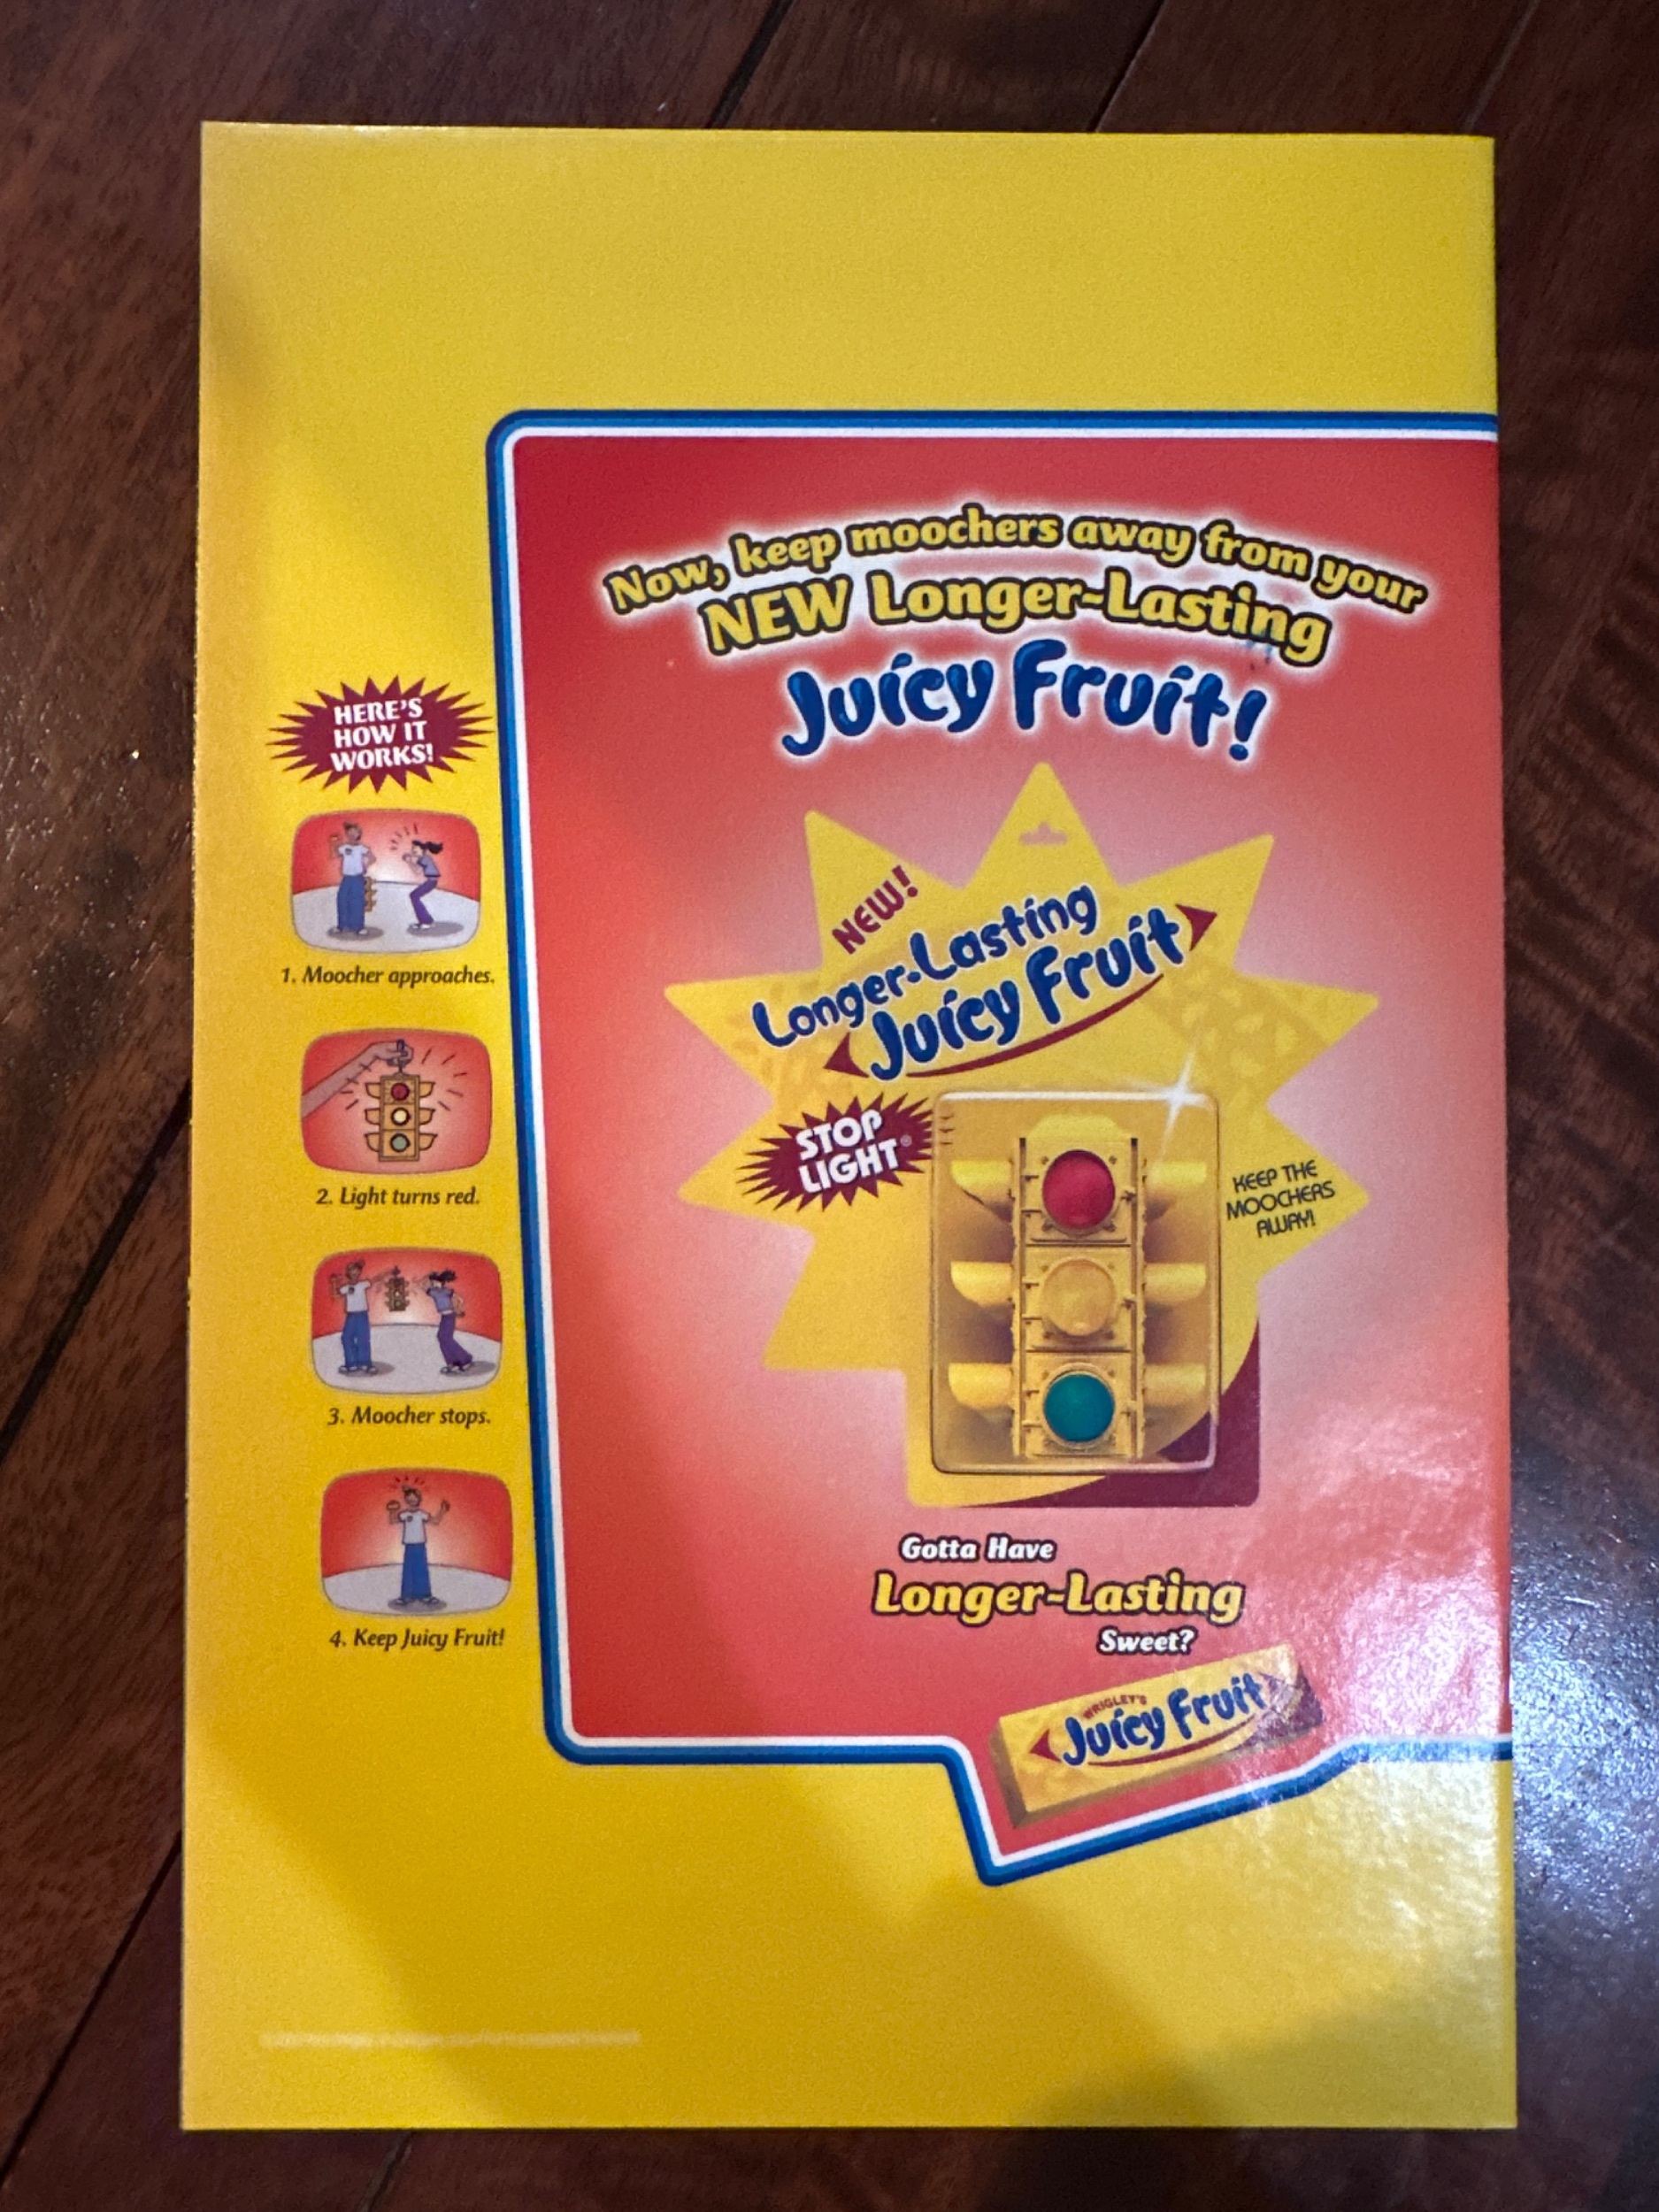 Now, keep moochers away from your
NEW Longer-Lasting
Juicy Fruit!
HERE'S
HOW IT
WORKS!
1. Moocher approaches.
2. Light turns red.
3. Moocher stops.
4. Keep Juicy Fruit!
NEW!
Longer-Lasting
Juicy Fruit
STOP
LIGHT®
KEEP THE
MOOCHERS
AWAY!
Gotta Have
Longer-Lasting
Sweet?
WRIGLEY'S
Juicy Fruit